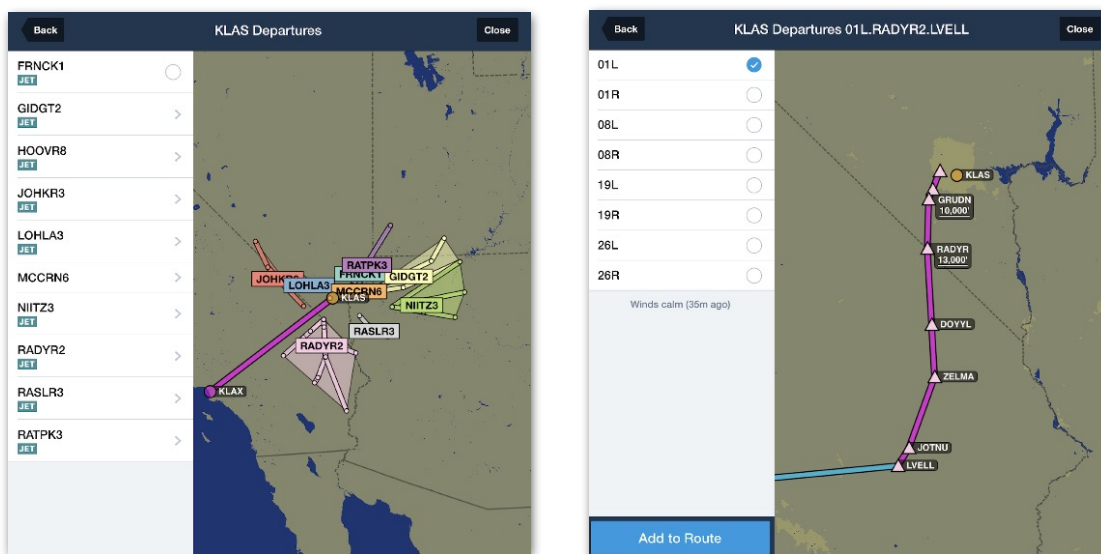 Back
KLAS Departures
Close
FRNCK1
JET
GIDGT2
JET
HOOVR8
JET
JOHKR3
JET
LOHLA3
JET
MCCRN6
NIITZ3
JET
RADYR2
JET
RASLR3
JET
RATPK3
JET
RATPK3
JOHKR3
FRNCK1
GIDGT2
LOHLA3
MCCRN6
KLAS
NIITZ3
RASLR3
RADYR2
KLAX
Back
KLAS Departures 01L.RADYR2.LVELL
Close
01L
01R
08L
08R
19L
19R
26L
26R
Winds calm (35m ago)
KLAS
GRUDN
10,000'
RADYR
13,000'
DOYYL
ZELMA
JOTNU
LVELL
Add to Route